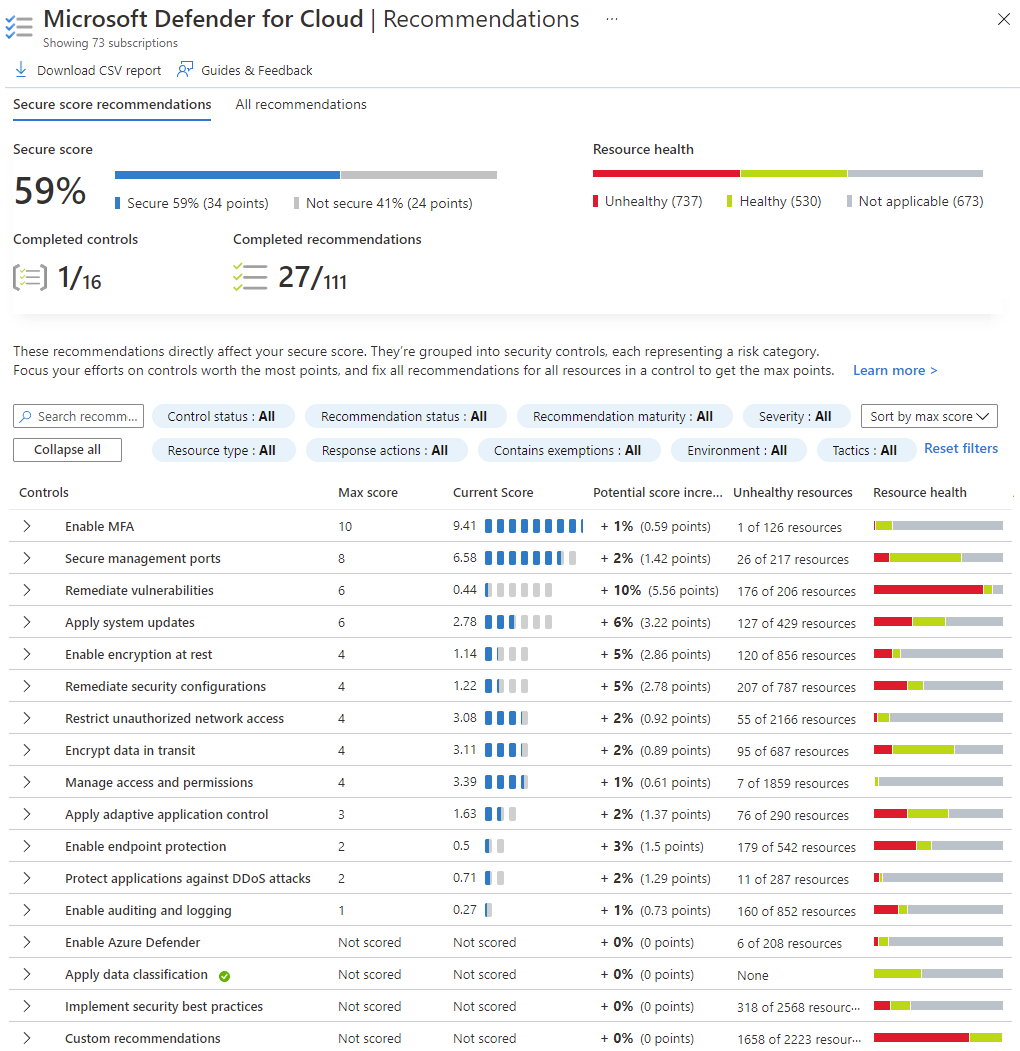 Microsoft Defender for Cloud | Recommendations ...
Showing 73 subscriptions
Download CSV report Guides & Feedback
Secure score recommendations All recommendations
Secure score Resource health
59%
Secure 59% (34 points) Not secure 41% (24 points) Unhealthy (737) Healthy (530) Not applicable (673)
Completed controls Completed recommendations
1/16 27/111
These recommendations directly affect your secure score. They're grouped into security controls, each representing a risk category.
Focus your efforts on controls worth the most points, and fix all recommendations for all resources in a control to get the max points. Learn more >
Search recomm... Control status : All Recommendation status : All Recommendation maturity : All Severity : All Sort by max score
Collapse all Resource type : All Response actions : All Contains exemptions : All Environment : All Tactics : All Reset filters
Controls Max score Current Score Potential score incre... Unhealthy resources Resource health
Enable MFA 10 9.41 + 1% (0.59 points) 1 of 126 resources
Secure management ports 8 6.58 + 2% (1.42 points) 26 of 217 resources
Remediate vulnerabilities 6 0.44 + 10% (5.56 points) 176 of 206 resources
Apply system updates 6 2.78 + 6% (3.22 points) 127 of 429 resources
Enable encryption at rest 4 1.14 + 5% (2.86 points) 120 of 856 resources
Remediate security configurations 4 1.22 + 5% (2.78 points) 207 of 787 resources
Restrict unauthorized network access 4 3.08 + 2% (0.92 points) 55 of 2166 resources
Encrypt data in transit 4 3.11 + 2% (0.89 points) 95 of 687 resources
Manage access and permissions 4 3.39 + 1% (0.61 points) 7 of 1859 resources
Apply adaptive application control 3 1.63 + 2% (1.37 points) 76 of 290 resources
Enable endpoint protection 2 0.5 + 3% (1.5 points) 179 of 542 resources
Protect applications against DDoS attacks 2 0.71 + 2% (1.29 points) 11 of 287 resources
Enable auditing and logging 1 0.27 + 1% (0.73 points) 160 of 852 resources
Enable Azure Defender Not scored Not scored + 0% (0 points) 6 of 208 resources
Apply data classification Not scored Not scored + 0% (0 points) None
Implement security best practices Not scored Not scored + 0% (0 points) 318 of 2568 resourc...
Custom recommendations Not scored Not scored + 0% (0 points) 1658 of 2223 resour...